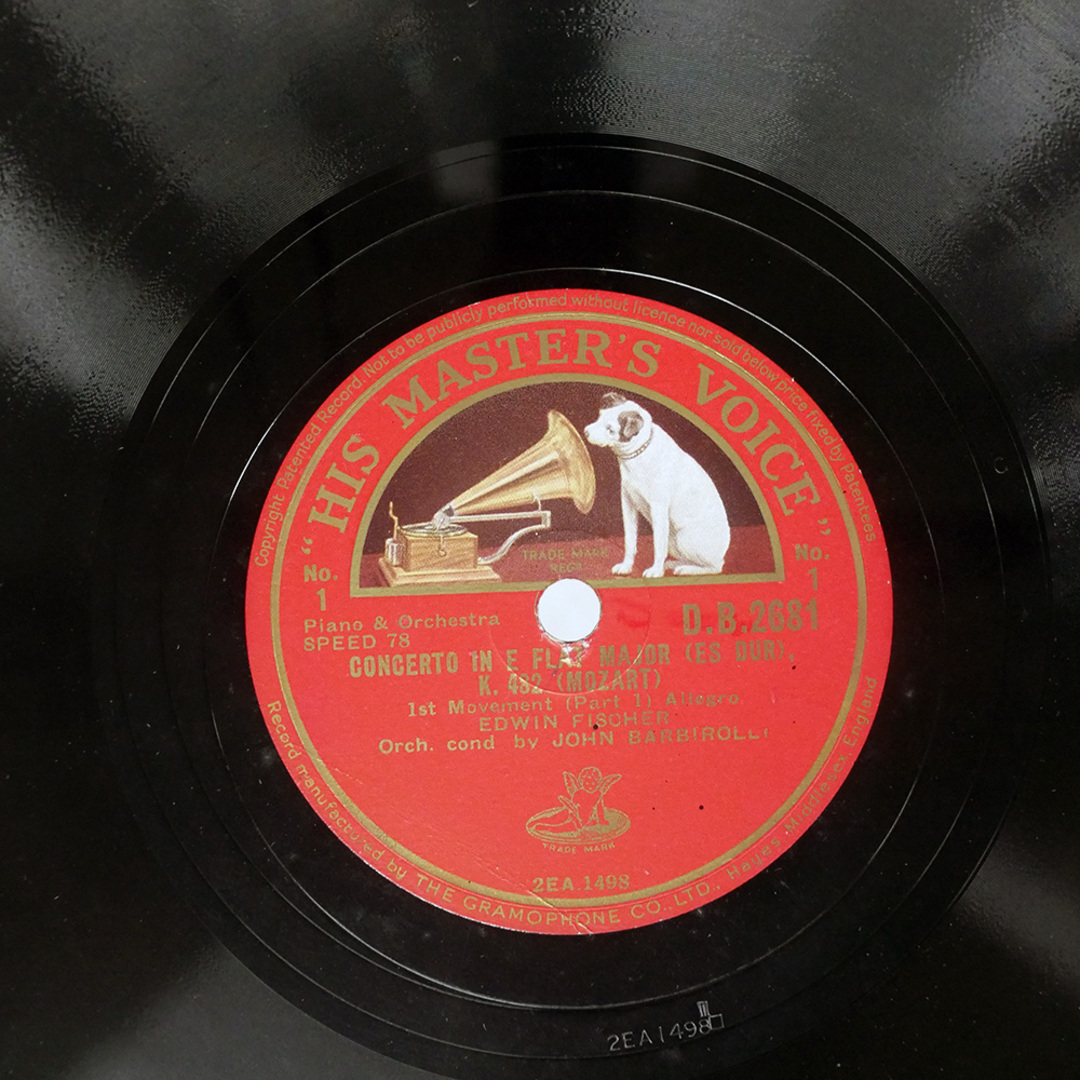 Copyright Patented Record. Not to be publicly performed without licence nor sold below price fixed by Patentees
"HIS MASTER'S VOICE"
TRADE MARK
REGD
No. 1
No. 1
Piano & Orchestra
SPEED 78
D.B.2681
CONCERTO IN E FLAT MAJOR (ES DUR),
K. 482 (MOZART)
1st Movement (Part 1) Allegro
EDWIN FISCHER
Orch. cond by JOHN BARBIROLLI
TRADE MARK
2EA.1498
Record manufactured by THE GRAMOPHONE CO., LTD., Hayes, Middlesex, England
2EA1498
III